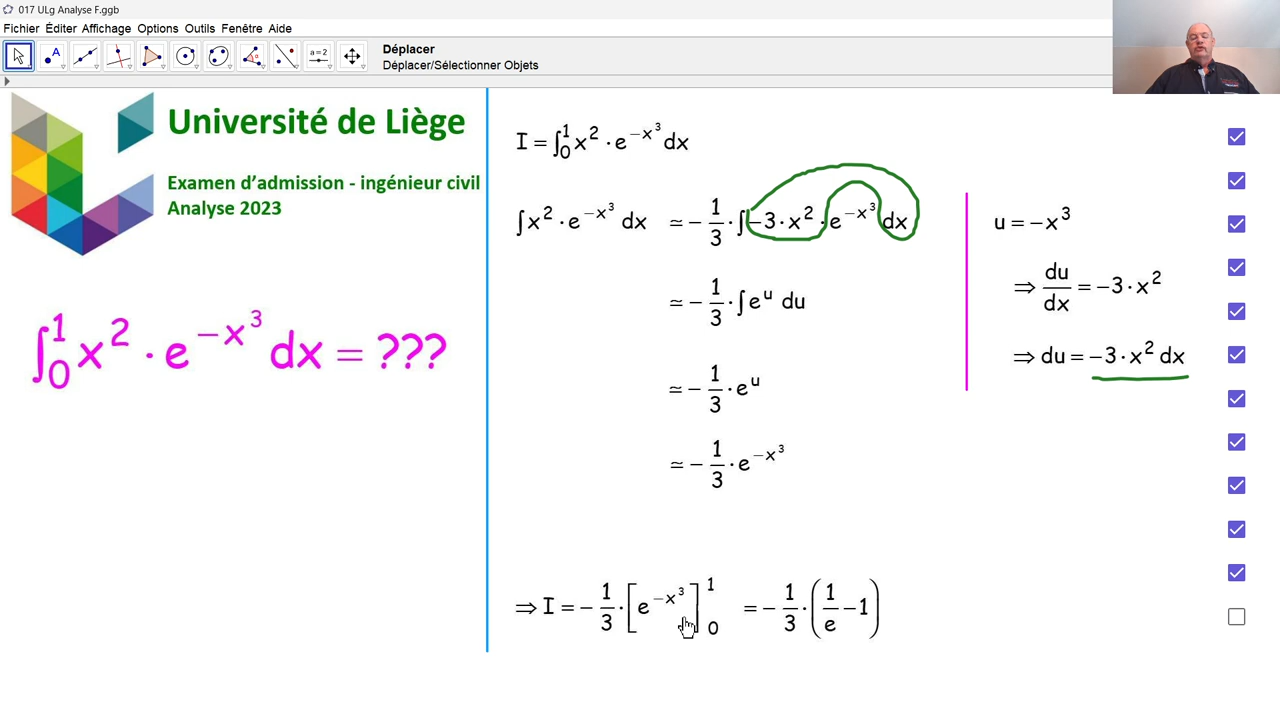 017 ULg Analyse F.ggb
Fichier Éditer Affichage Options Outils Fenêtre Aide
A
a=2
Déplacer
Déplacer/Sélectionner Objets
Université de Liège
Examen d’admission - ingénieur civil
Analyse 2023
∫₀¹ x² · e^(−x³) dx = ???
I = ∫₀¹ x² · e^(−x³) dx
∫ x² · e^(−x³) dx ≃ − 1/3 · ∫ −3 · x² · e^(−x³) dx
≃ − 1/3 · ∫ e^u du
≃ − 1/3 · e^u
≃ − 1/3 · e^(−x³)
⇒ I = − 1/3 · [e^(−x³)]₀¹ = − 1/3 · (1/e − 1)
u = −x³
⇒ du/dx = −3 · x²
⇒ du = −3 · x² dx